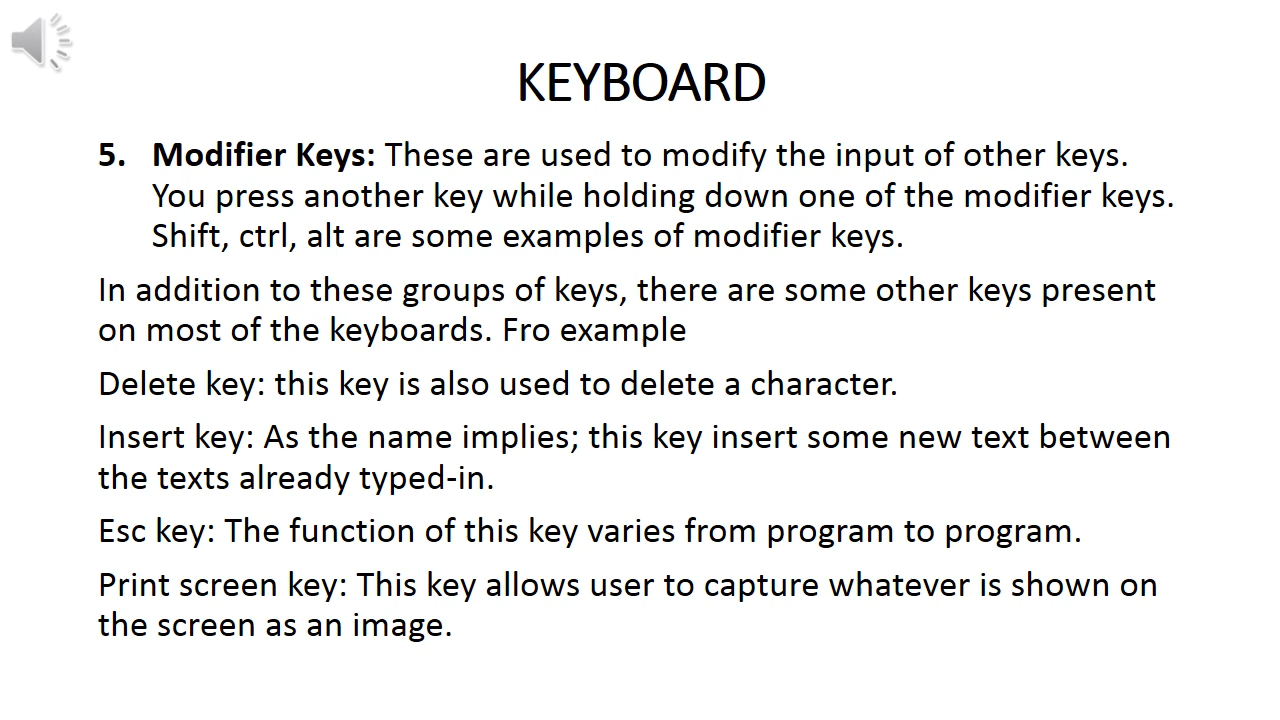 KEYBOARD
5. Modifier Keys: These are used to modify the input of other keys.
You press another key while holding down one of the modifier keys.
Shift, ctrl, alt are some examples of modifier keys.
In addition to these groups of keys, there are some other keys present
on most of the keyboards. Fro example
Delete key: this key is also used to delete a character.
Insert key: As the name implies; this key insert some new text between
the texts already typed-in.
Esc key: The function of this key varies from program to program.
Print screen key: This key allows user to capture whatever is shown on
the screen as an image.